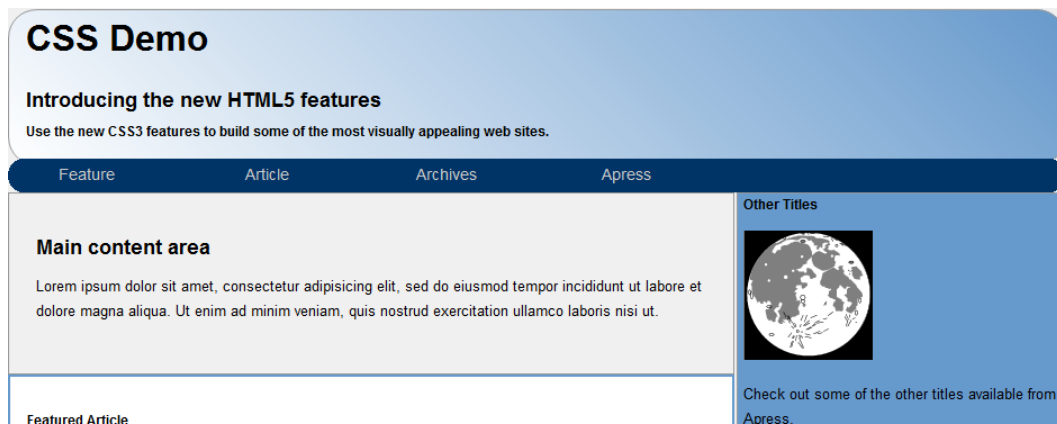 CSS Demo
Introducing the new HTML5 features
Use the new CSS3 features to build some of the most visually appealing web sites.
Feature Article Archives Apress
Main content area
Lorem ipsum dolor sit amet, consectetur adipisicing elit, sed do eiusmod tempor incididunt ut labore et
dolore magna aliqua. Ut enim ad minim veniam, quis nostrud exercitation ullamco laboris nisi ut.
Featured Article
Other Titles
Check out some of the other titles available from
Apress.